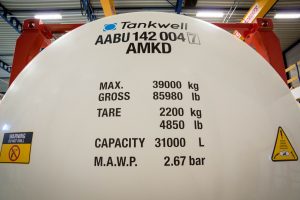 Tankwell
AABU 142 004 7
AMKD
MAX. 39000 kg
GROSS 85980 lb
TARE 2200 kg
4850 lb
CAPACITY 31000 L
M.A.W.P. 2.67 bar